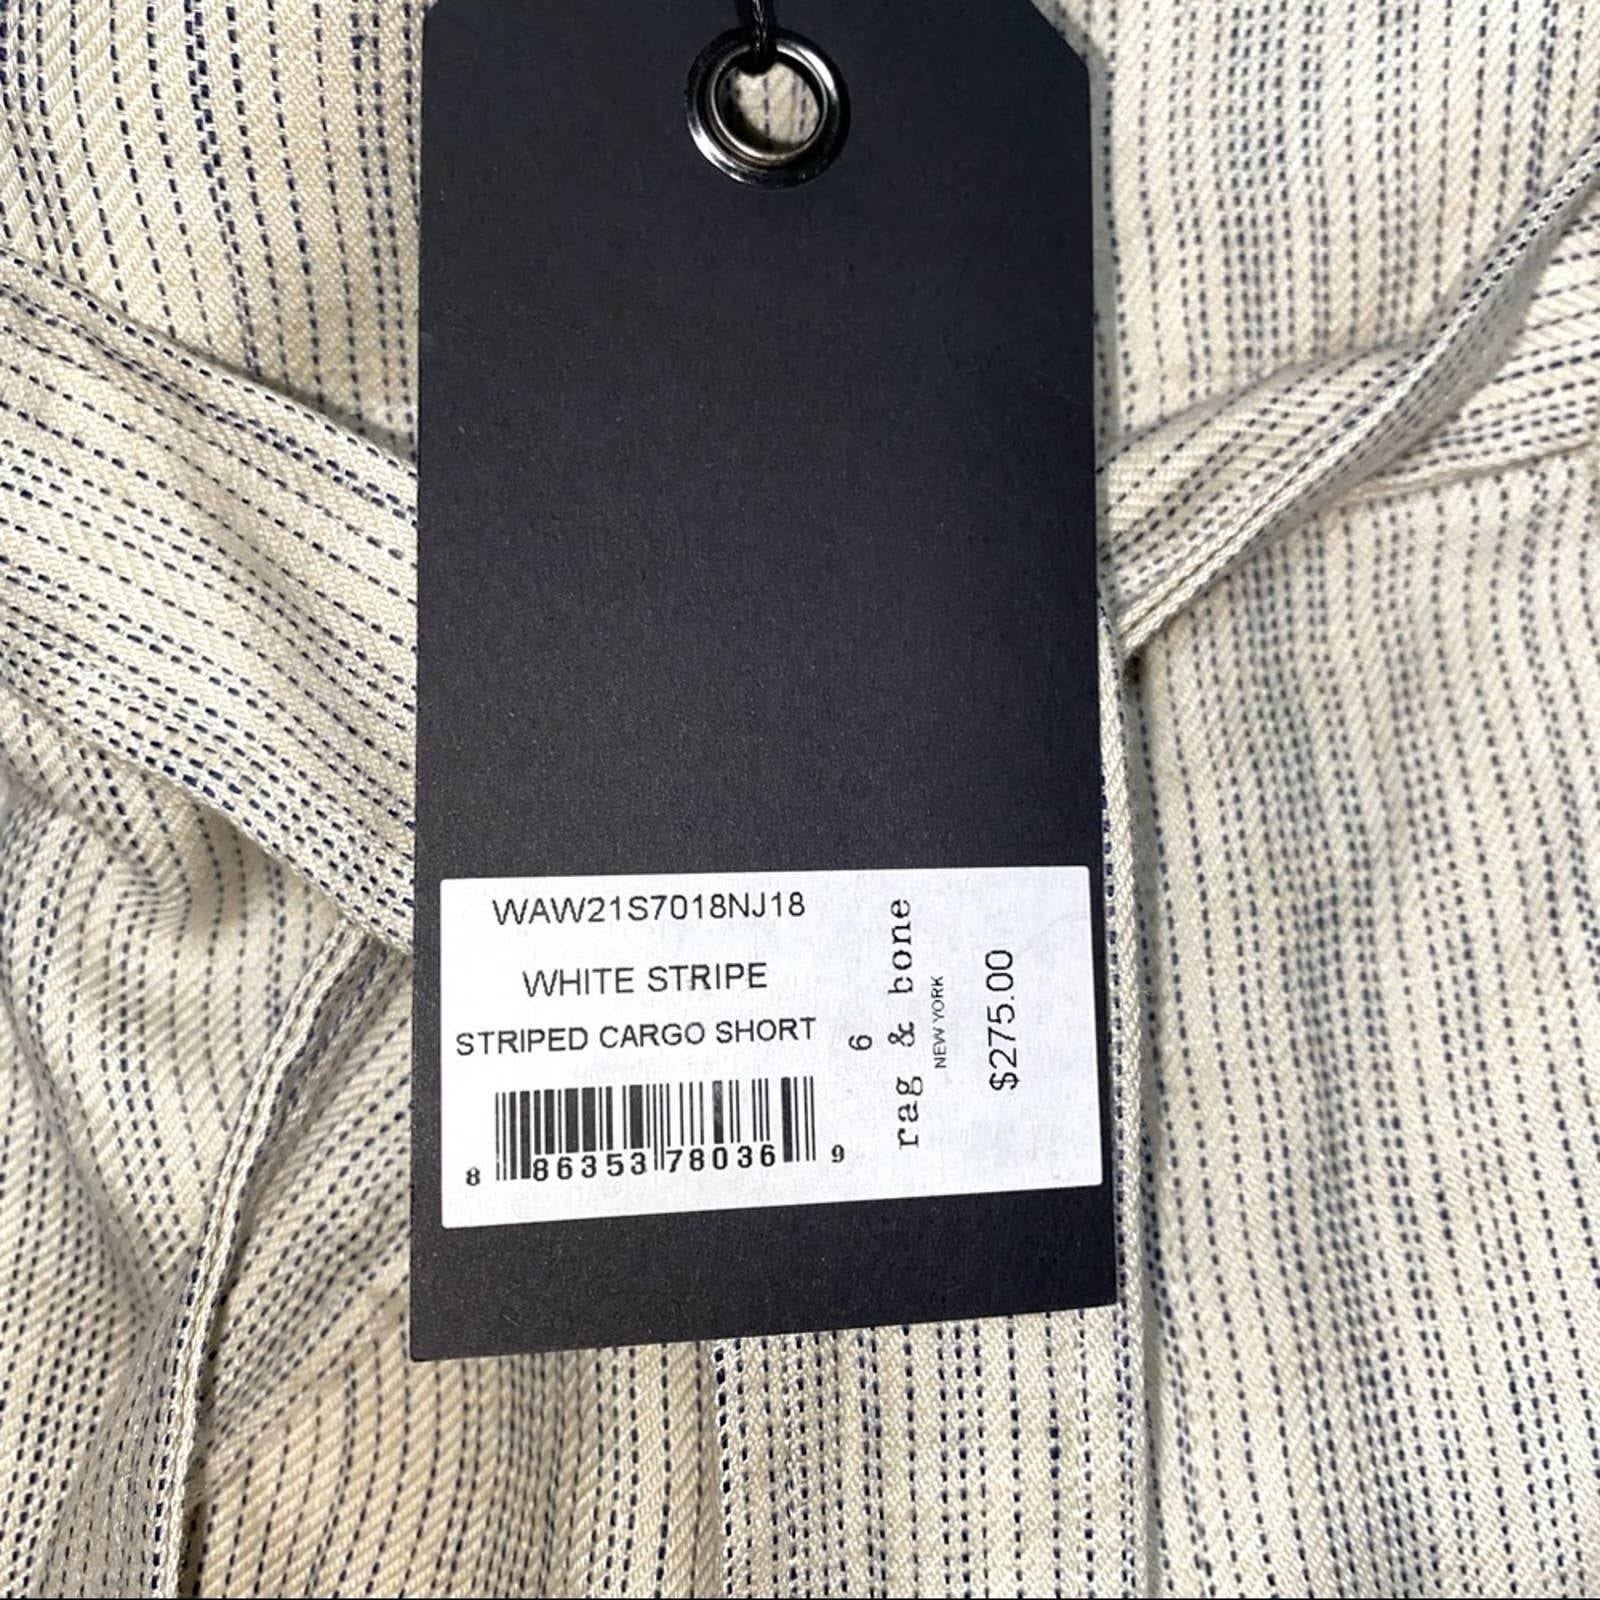 WAW21S7018NJ18
WHITE STRIPE
STRIPED CARGO SHORT
8 86353 78036 9
6
rag & bone
NEW YORK
$275.00